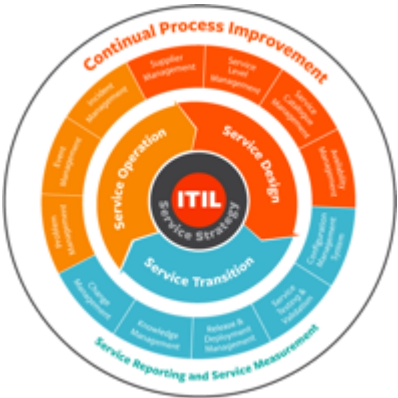 Continual Process Improvement
Supplier
Management
Service
Level
Management
Service
Catalogue
Management
Availability
Management
Configuration
Management
System
Service
Testing &
Validation
Release &
Deployment
Management
Knowledge
Management
Change
Management
Problem
Management
Event
Management
Incident
Management
Service Design
Service Transition
Service Operation
ITIL
Service Strategy
Service Reporting and Service Measurement